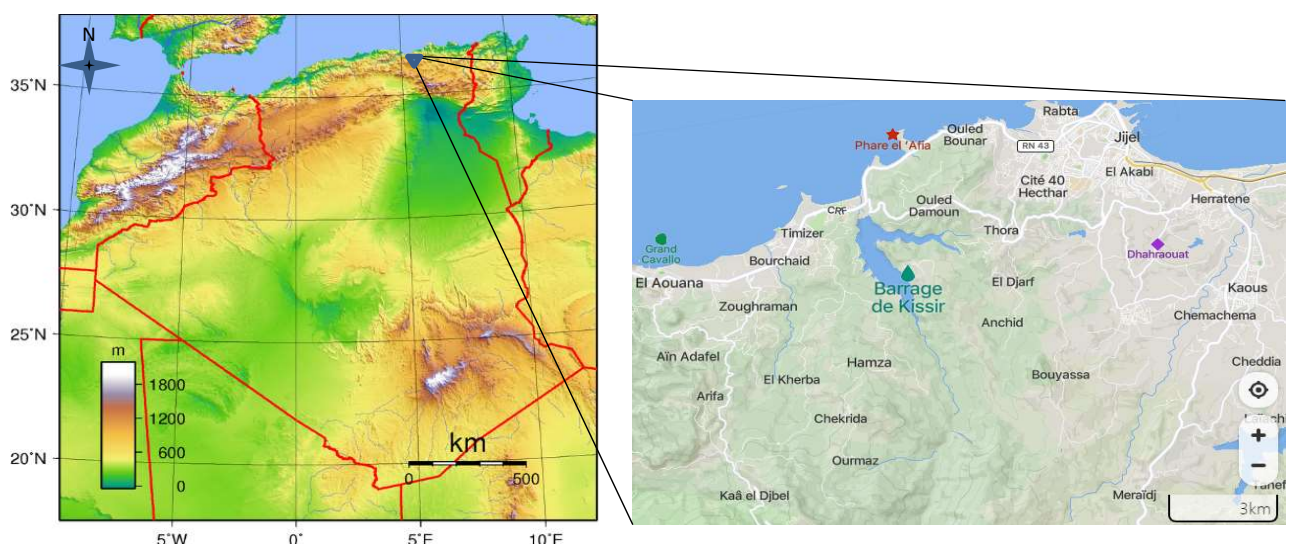 N
35°N
30°N
25°N
20°N
5°W
0°
5°E
10°E
m
1800
1200
600
0
km
0
500
Rabta
Ouled
Bounar
Jijel
RN 43
Phare el 'Afia
El Akabi
Cité 40
Hecthar
Herratene
Ouled
Damoun
CRF
Thora
Timizer
Grand
Cavallo
Bourchaid
Dhahraouat
El Aouana
Barrage
de Kissir
El Djarf
Kaous
Zoughraman
Chemachema
Anchid
Aïn Adafel
Hamza
Cheddia
El Kherba
Bouyassa
Arifa
Chekrida
Ourmaz
Kaâ el Djbel
Meraïdj
+
−
3km